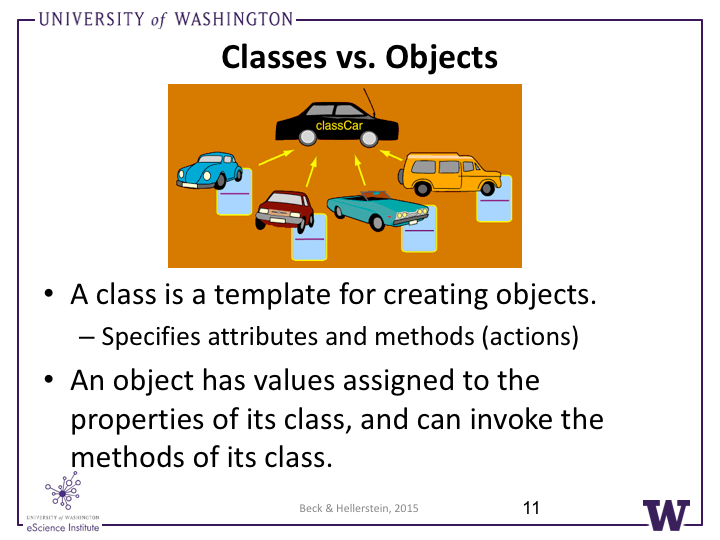 UNIVERSITY of WASHINGTON
Classes vs. Objects
classCar
• A class is a template for creating objects.
– Specifies attributes and methods (actions)
• An object has values assigned to the
properties of its class, and can invoke the
methods of its class.
UNIVERSITY of WASHINGTON
eScience Institute
Beck & Hellerstein, 2015
11
W